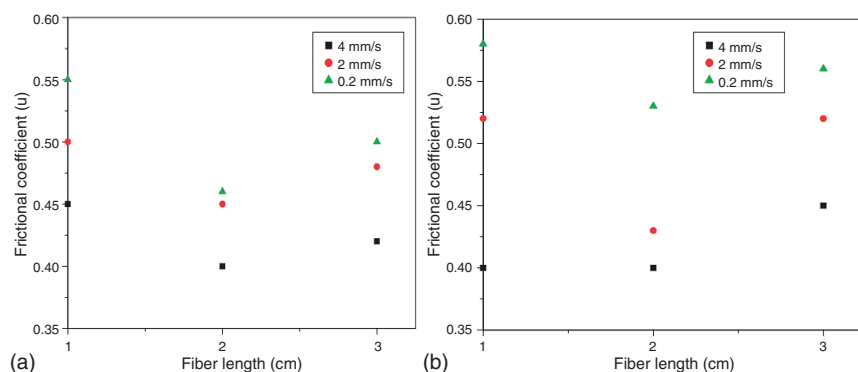 0.60
0.55
0.50
0.45
0.40
0.35
Frictional coefficient (u)
4 mm/s
2 mm/s
0.2 mm/s
1
2
3
Fiber length (cm)
(a)
0.60
0.55
0.50
0.45
0.40
0.35
Frictional coefficient (u)
4 mm/s
2 mm/s
0.2 mm/s
1
2
3
Fiber length (cm)
(b)